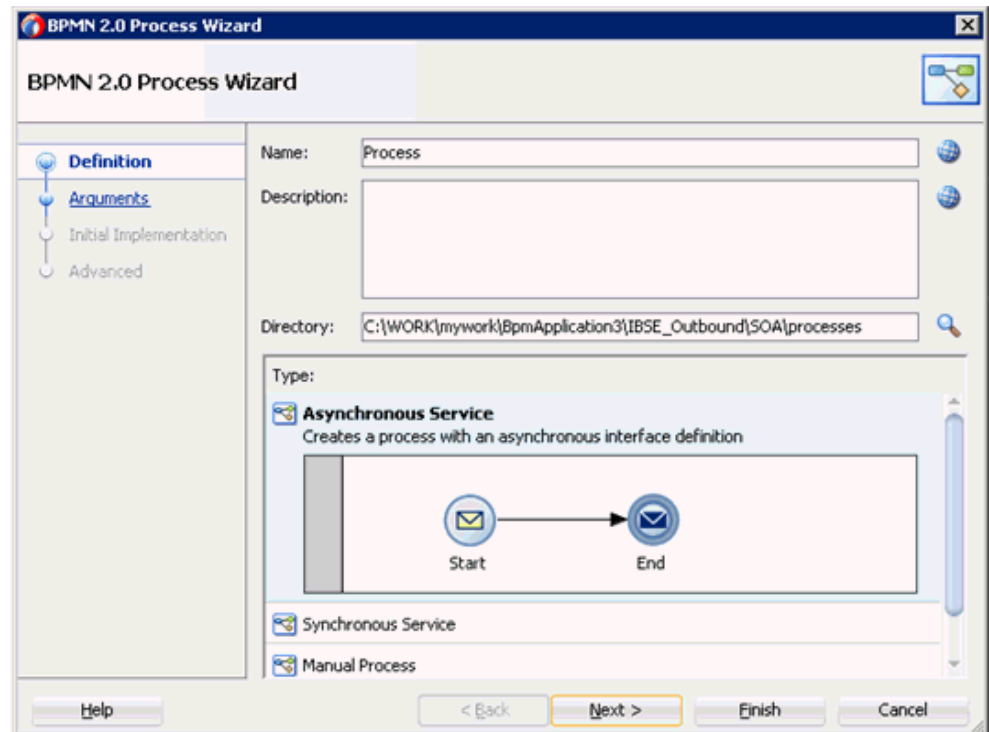 BPMN 2.0 Process Wizard
BPMN 2.0 Process Wizard
Definition
Arguments
Initial Implementation
Advanced
Name: Process
Description:
Directory: C:\WORK\mywork\BpmApplication3\IBSE_Outbound\SOA\processes
Type:
Asynchronous Service
Creates a process with an asynchronous interface definition
Start End
Synchronous Service
Manual Process
Help < Back Next > Finish Cancel